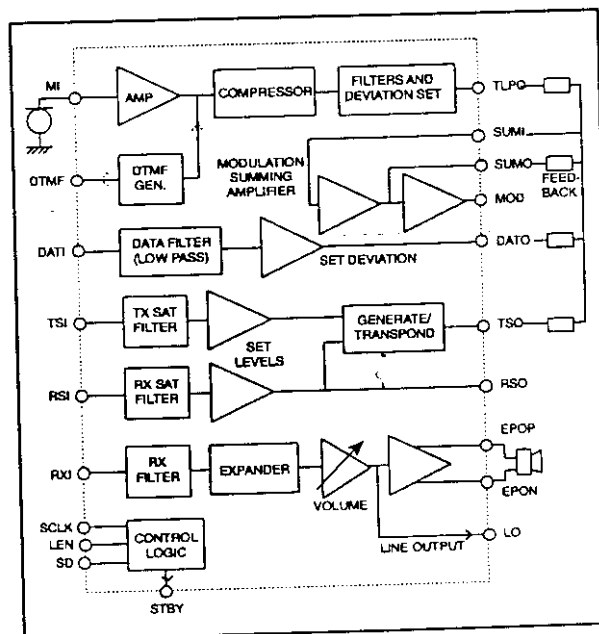 MI
AMP
COMPRESSOR
FILTERS AND
DEVIATION SET
TLPO
SUMI
DTMF
DTMF
GEN.
MODULATION
SUMMING
AMPLIFIER
SUMO
FEED-
BACK
MOD
DATI
DATA FILTER
(LOW PASS)
SET DEVIATION
DATO
TSI
TX SAT
FILTER
SET
LEVELS
GENERATE/
TRANSPOND
TSO
RSI
RX SAT
FILTER
RSO
RXI
RX
FILTER
EXPANDER
VOLUME
EPOP
EPON
SCLK
LEN
SD
CONTROL
LOGIC
LINE OUTPUT
LO
STBY